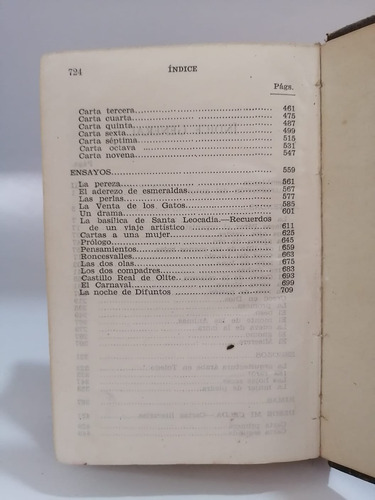 724 ÍNDICE
Págs.
Carta tercera 461
Carta cuarta 475
Carta quinta 487
Carta sexta 499
Carta séptima 515
Carta octava 531
Carta novena 547
ENSAYOS 559
La pereza 561
El aderezo de esmeraldas 567
Las perlas 577
La Venta de los Gatos 585
Un drama 601
La basílica de Santa Leocadia.—Recuerdos
de un viaje artístico 611
Cartas a una mujer 625
Prólogo 645
Pensamientos 659
Roncesvalles 663
Las dos olas 675
Los dos compadres 683
Castillo Real de Olite 693
El Carnaval 699
La noche de Difuntos 709